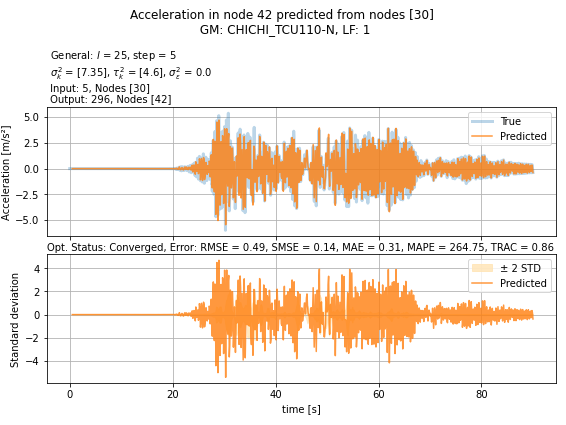 Acceleration in node 42 predicted from nodes [30]
GM: CHICHI_TCU110-N, LF: 1
General: l = 25, step = 5
σ²ₖ = [7.35], τ²ₖ = [4.6], σ²ε = 0.0
Input: 5, Nodes [30]
Output: 296, Nodes [42]
Acceleration [m/s²]
5.0
2.5
0.0
−2.5
−5.0
True
Predicted
Opt. Status: Converged, Error: RMSE = 0.49, SMSE = 0.14, MAE = 0.31, MAPE = 264.75, TRAC = 0.86
Standard deviation
4
2
0
−2
−4
± 2 STD
Predicted
0 20 40 60 80
time [s]